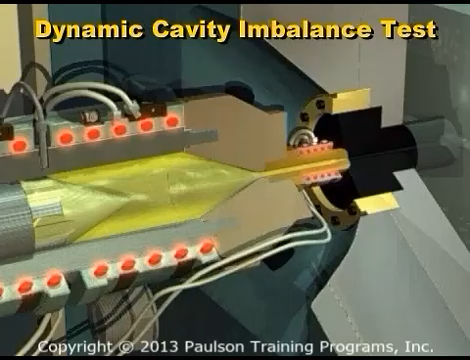 Dynamic Cavity Imbalance Test
Copyright © 2013 Paulson Training Programs, Inc.